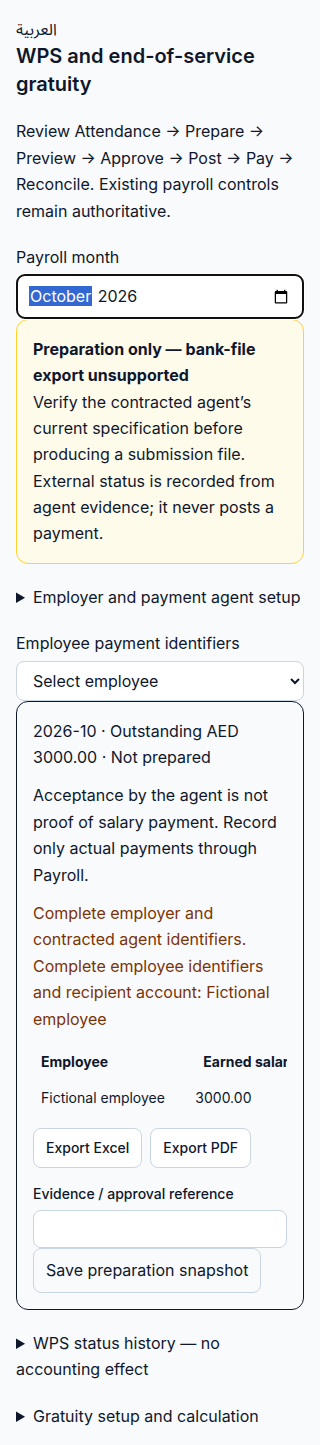 العربية
WPS and end-of-service
gratuity
Review Attendance → Prepare →
Preview → Approve → Post → Pay →
Reconcile. Existing payroll controls
remain authoritative.
Payroll month
October 2026
Preparation only — bank-file
export unsupported
Verify the contracted agent’s
current specification before
producing a submission file.
External status is recorded from
agent evidence; it never posts a
payment.
▶ Employer and payment agent setup
Employee payment identifiers
Select employee
2026-10 · Outstanding AED
3000.00 · Not prepared
Acceptance by the agent is not
proof of salary payment. Record
only actual payments through
Payroll.
Complete employer and
contracted agent identifiers.
Complete employee identifiers
and recipient account: Fictional
employee
Employee Earned
Fictional employee 3000.00
Export Excel Export PDF
Evidence / approval reference
Save preparation snapshot
▶ WPS status history — no
accounting effect
▶ Gratuity setup and calculation